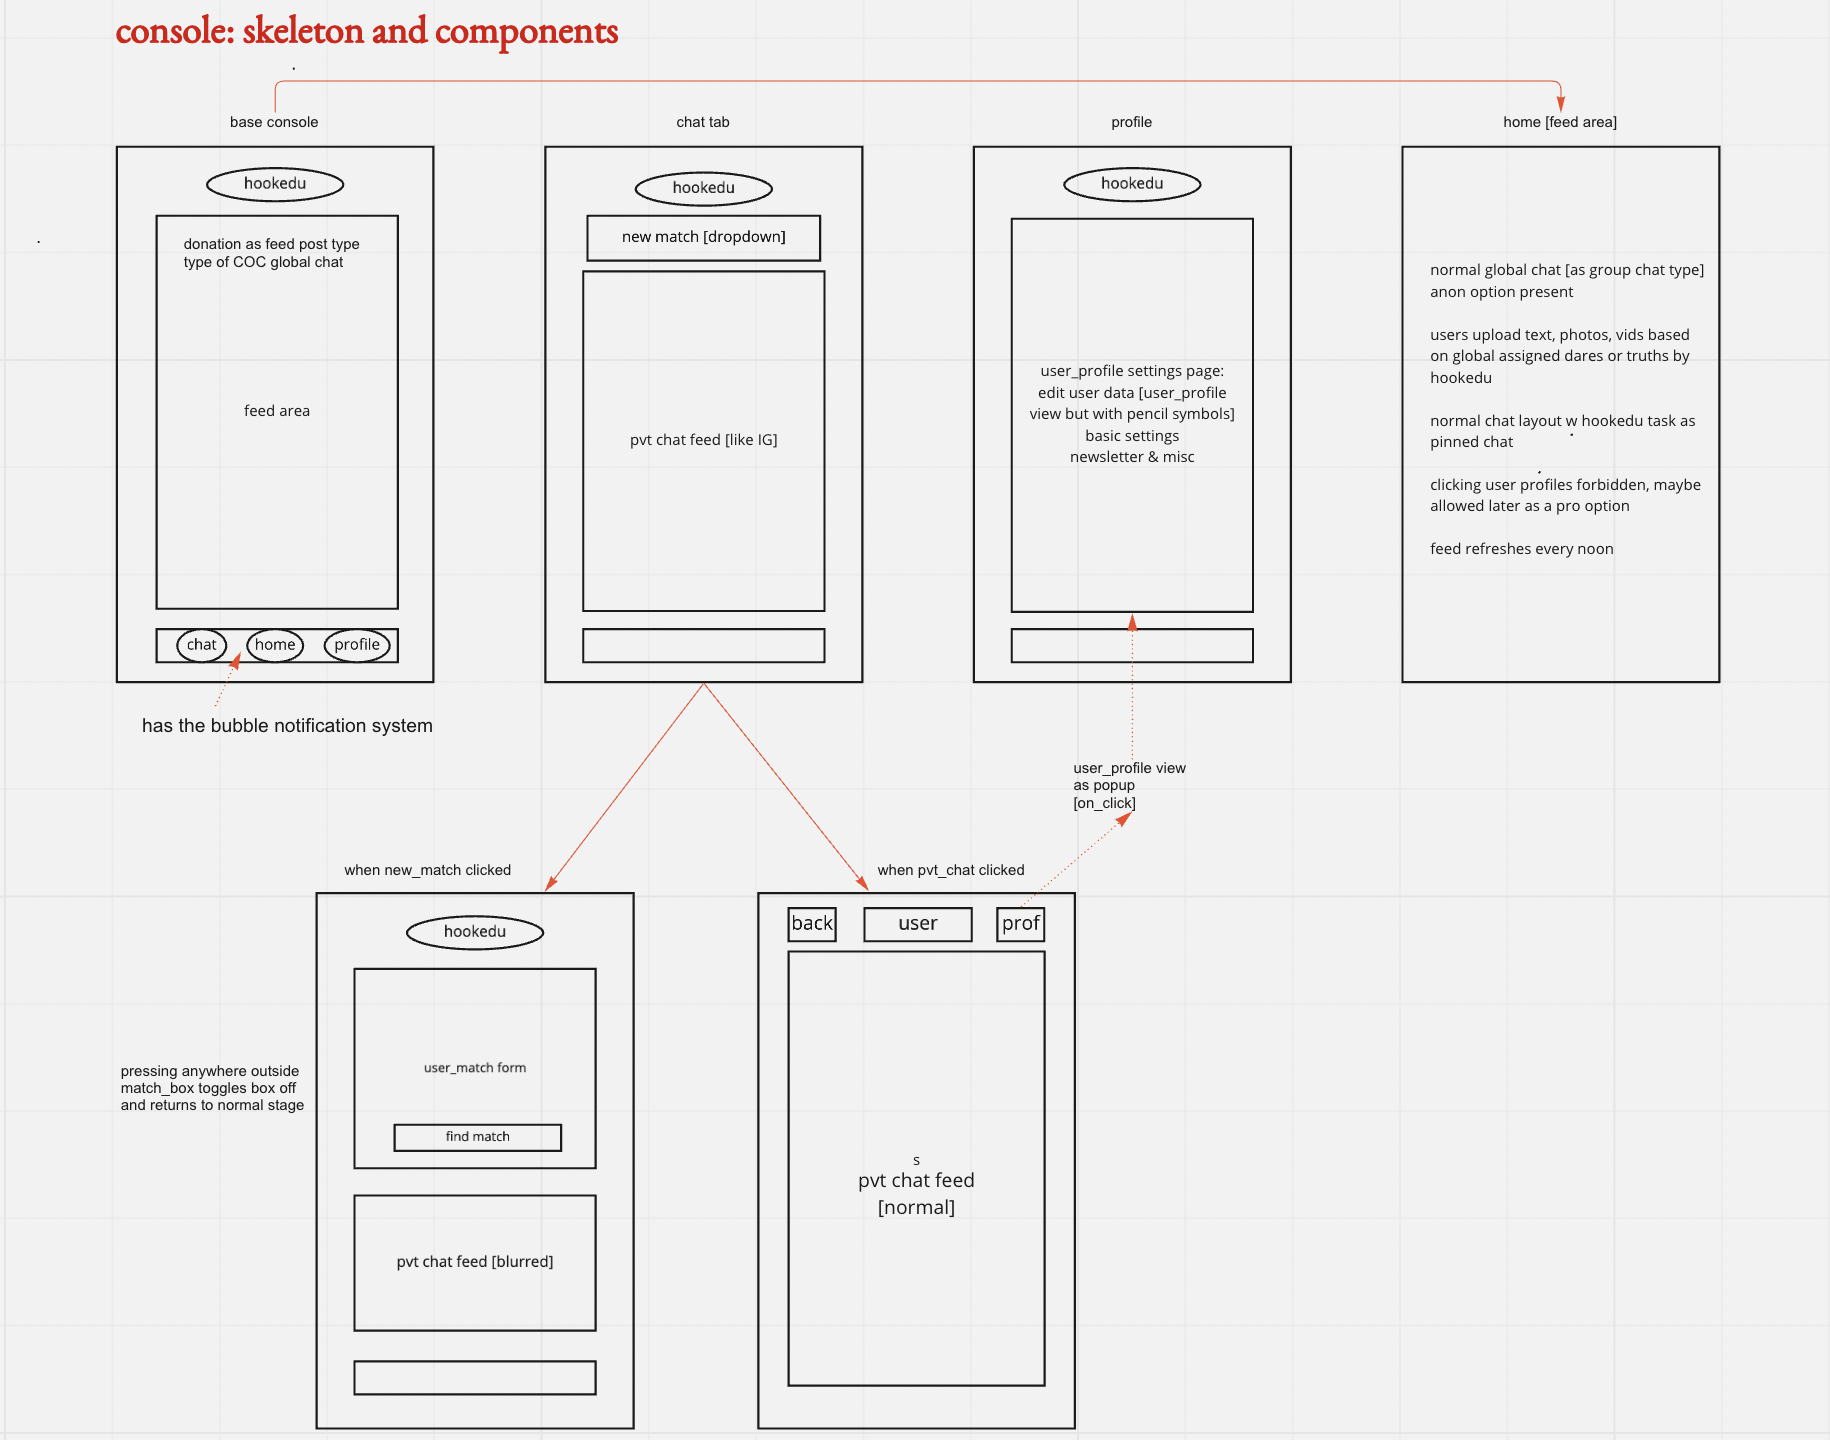 console: skeleton and components
base console
chat tab
profile
home [feed area]
hookedu
donation as feed post type
type of COC global chat
feed area
chat
home
profile
has the bubble notification system
hookedu
new match [dropdown]
pvt chat feed [like IG]
hookedu
user_profile settings page:
edit user data [user_profile
view but with pencil symbols]
basic settings
newsletter & misc
normal global chat [as group chat type]
anon option present
users upload text, photos, vids based
on global assigned dares or truths by
hookedu
normal chat layout w hookedu task as
pinned chat
clicking user profiles forbidden, maybe
allowed later as a pro option
feed refreshes every noon
user_profile view
as popup
[on_click]
when new_match clicked
when pvt_chat clicked
pressing anywhere outside
match_box toggles box off
and returns to normal stage
hookedu
user_match form
find match
pvt chat feed [blurred]
back
user
prof
s
pvt chat feed
[normal]